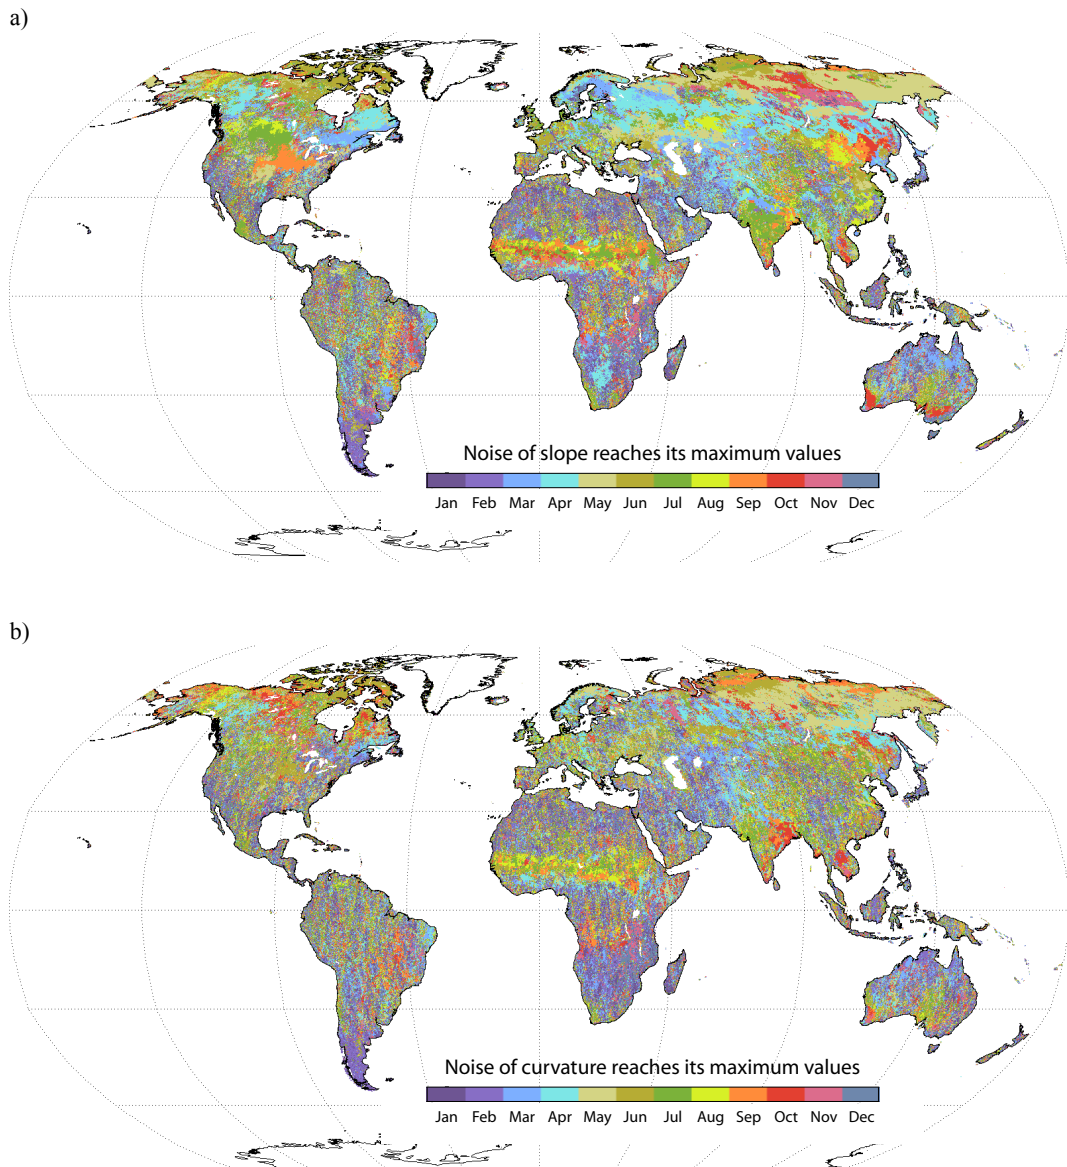 a)
Noise of slope reaches its maximum values
Jan Feb Mar Apr May Jun Jul Aug Sep Oct Nov Dec
b)
Noise of curvature reaches its maximum values
Jan Feb Mar Apr May Jun Jul Aug Sep Oct Nov Dec